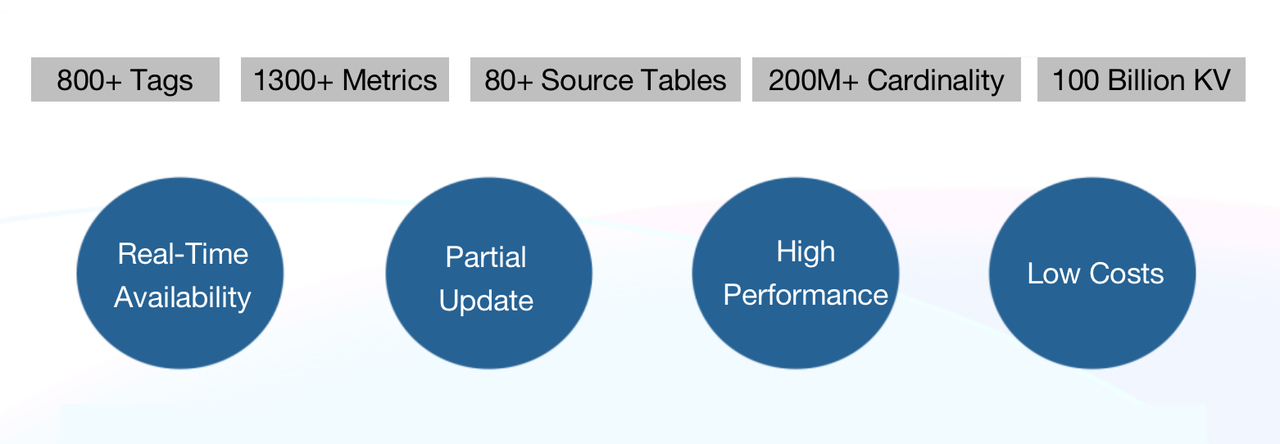 800+ Tags
1300+ Metrics
80+ Source Tables
200M+ Cardinality
100 Billion KV
Real-Time
Availability
Partial
Update
High
Performance
Low Costs